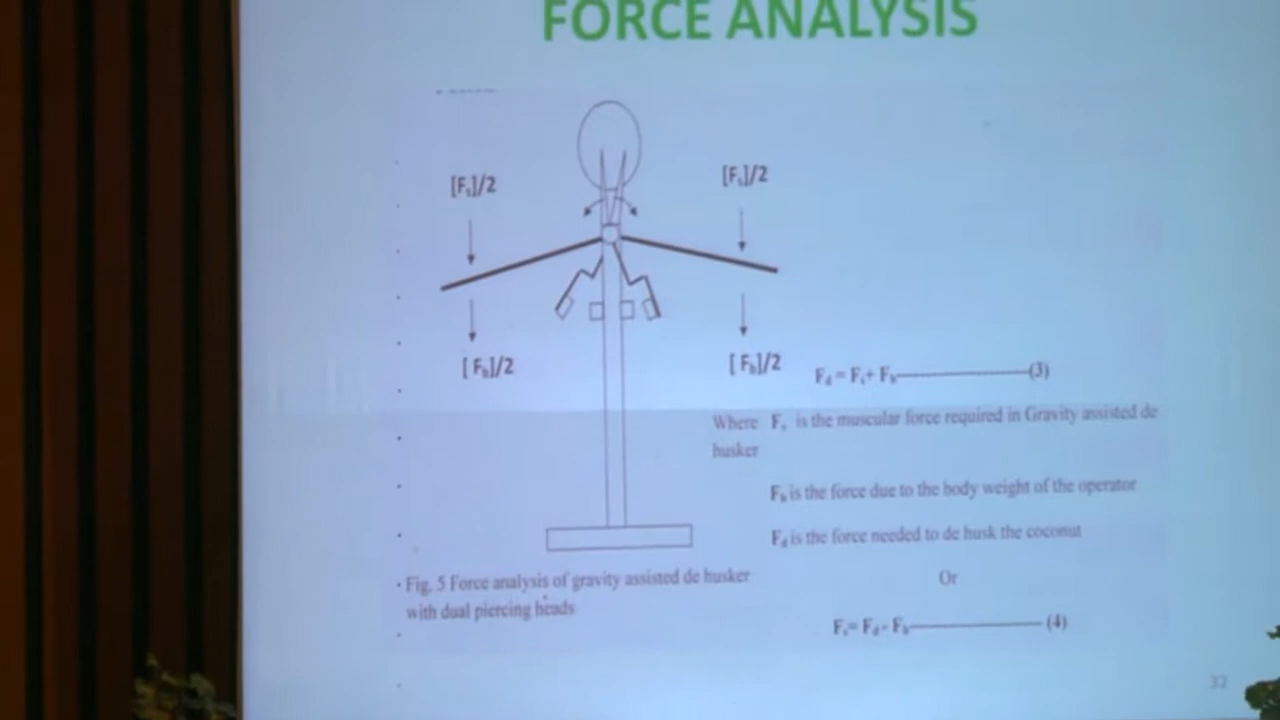 FORCE ANALYSIS
[Fs]/2
[Fs]/2
[Fb]/2
[Fb]/2
Fd = Fs+ Fb (3)
Where Fs is the muscular force required in Gravity assisted de
husker
Fb is the force due to the body weight of the operator
Fd is the force needed to de husk the coconut
Or
Fs= Fd - Fb (4)
• Fig. 5 Force analysis of gravity assisted de husker
with dual piercing heads
32